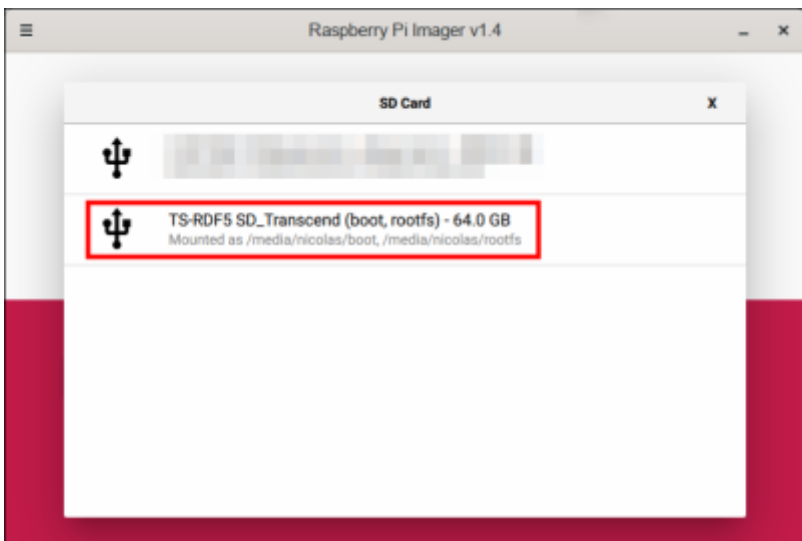 Raspberry Pi Imager v1.4
SD Card X
TS-RDF5 SD_Transcend (boot, rootfs) - 64.0 GB
Mounted as /media/nicolas/boot, /media/nicolas/rootfs